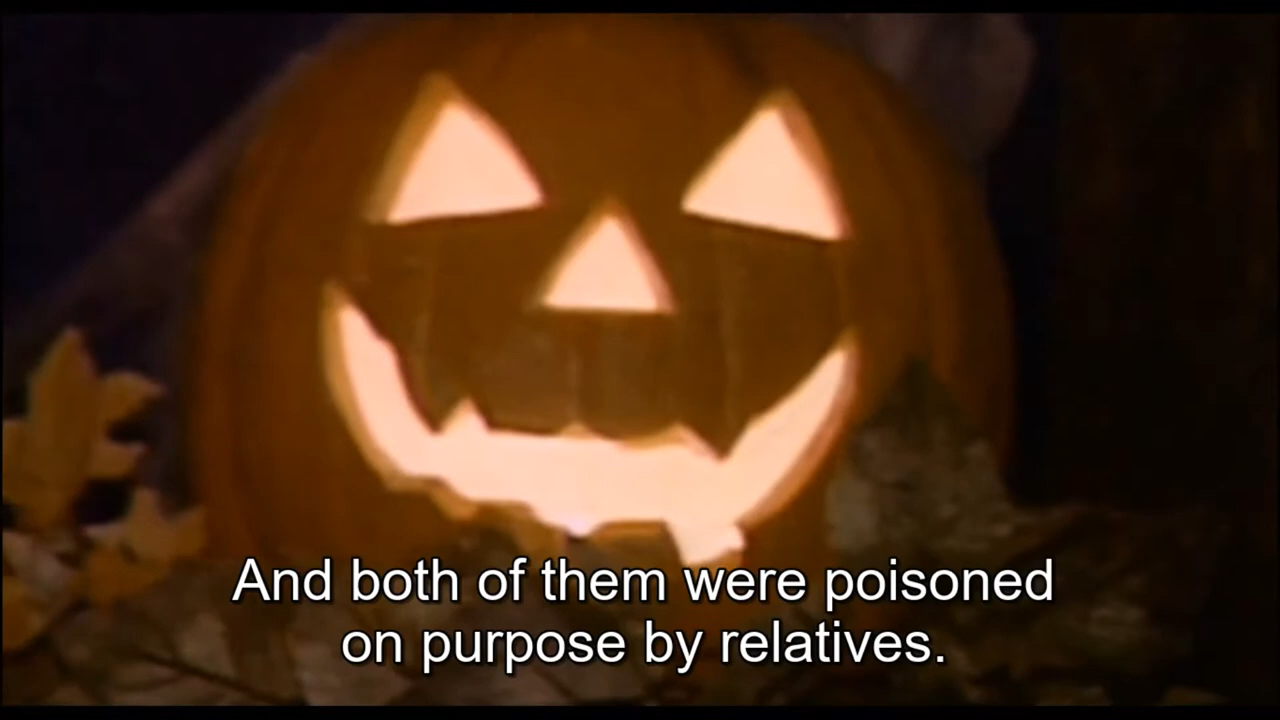 And both of them were poisoned
on purpose by relatives.